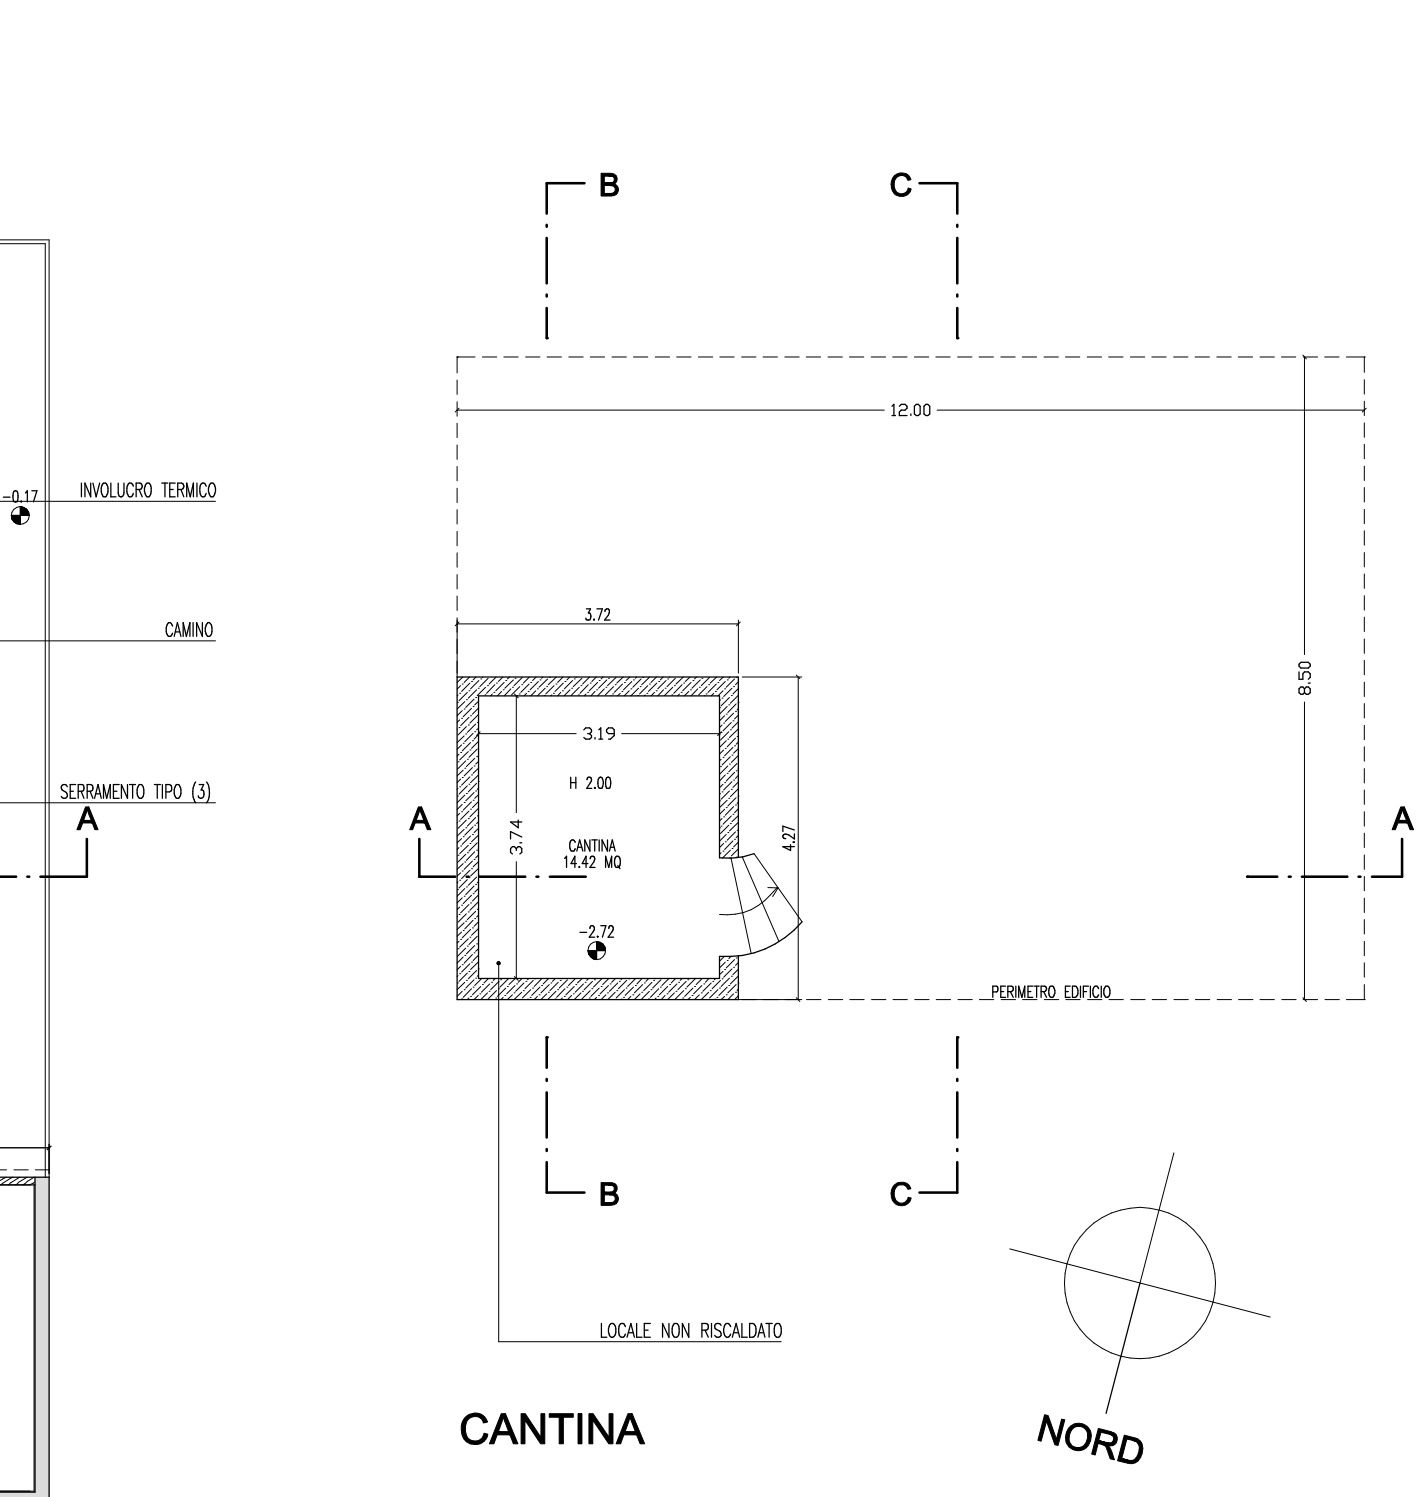 B
C
12.00
INVOLUCRO TERMICO
-0.17
3.72
CAMINO
8.50
3.19
H 2.00
SERRAMENTO TIPO (3)
A
A
A
3.74
4.27
CANTINA
14.42 MQ
-2.72
PERIMETRO EDIFICIO
B
C
LOCALE NON RISCALDATO
CANTINA
NORD